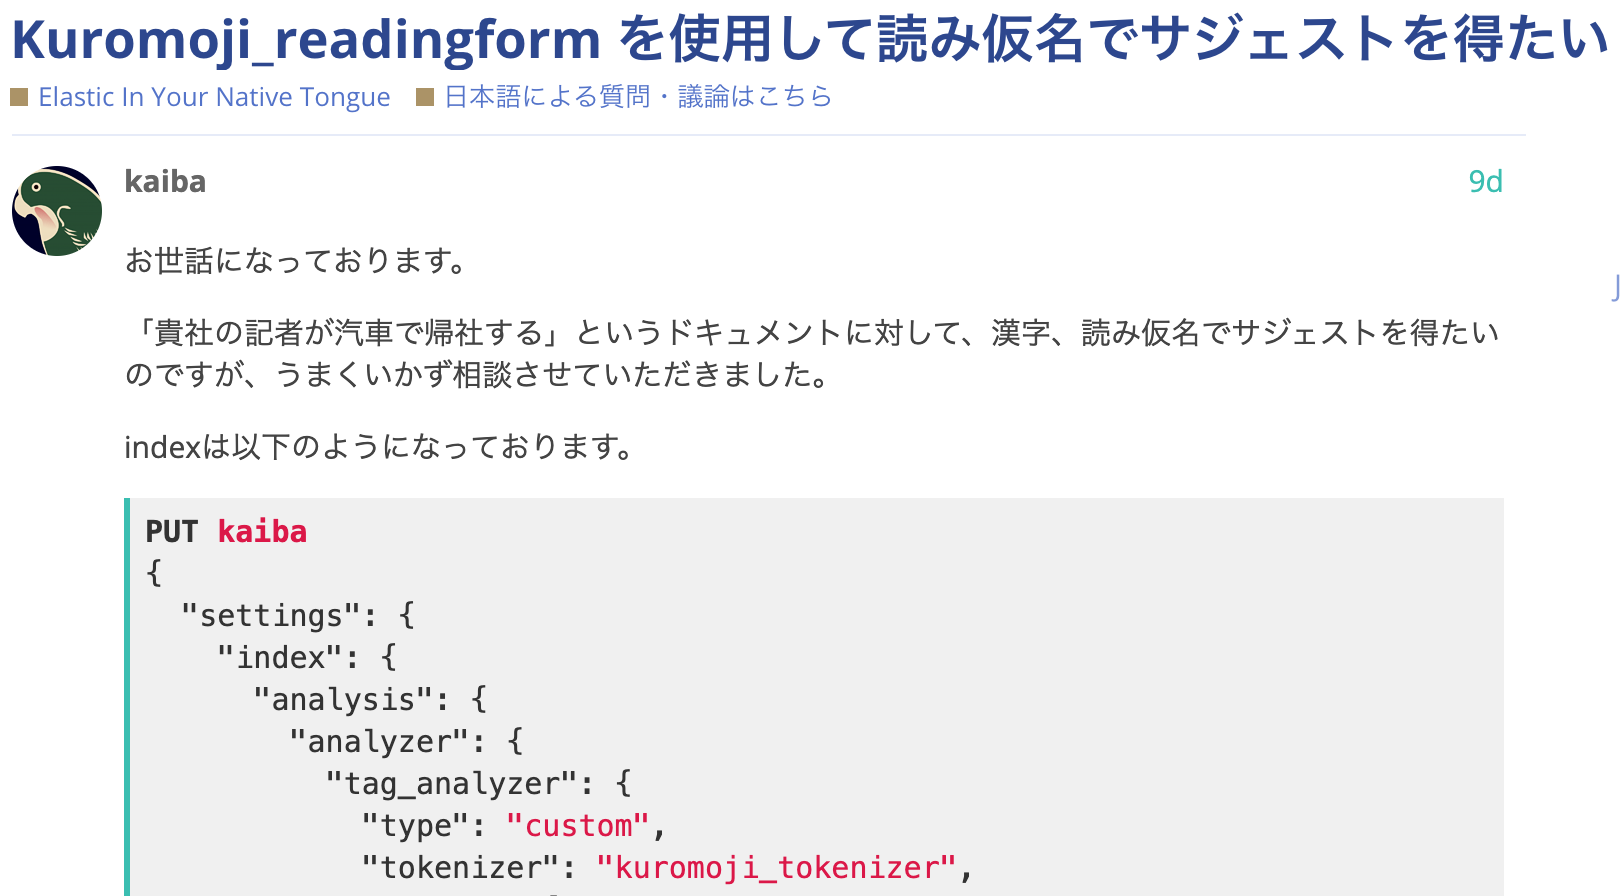 Kuromoji_readingform を使用して読み仮名でサジェストを得たい
Elastic In Your Native Tongue 日本語による質問・議論はこちら
kaiba 9d
お世話になっております。
「貴社の記者が汽車で帰社する」というドキュメントに対して、漢字、読み仮名でサジェストを得たい
のですが、うまくいかず相談させていただきました。
indexは以下のようになっております。
PUT kaiba
{
  "settings": {
    "index": {
      "analysis": {
        "analyzer": {
          "tag_analyzer": {
            "type": "custom",
            "tokenizer": "kuromoji_tokenizer",